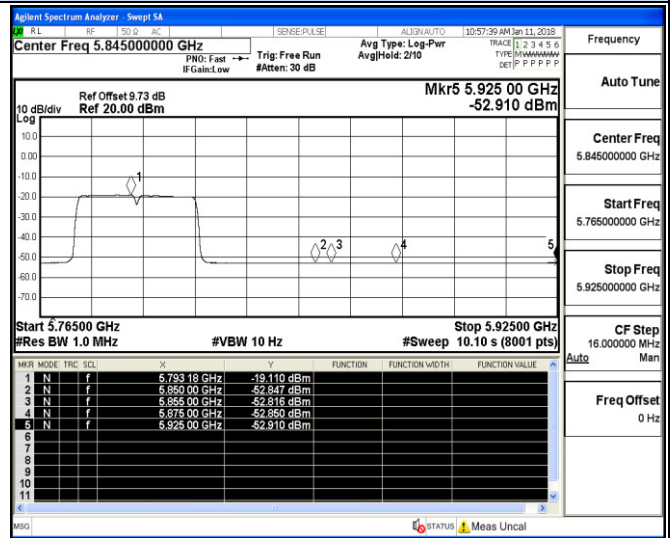 Agilent Spectrum Analyzer - Swept SA
RL RF 50 Ω AC SENSE:PULSE ALIGN AUTO 10:57:39 AM Jan 11, 2018
Center Freq 5.845000000 GHz
PNO: Fast
IFGain:Low
Trig: Free Run
#Atten: 30 dB
Avg Type: Log-Pwr
Avg|Hold: 2/10
TRACE 1 2 3 4 5 6
TYPE MWWWWW
DET P P P P P P
Mkr5 5.925 00 GHz
-52.910 dBm
Ref Offset 9.73 dB
10 dB/div Ref 20.00 dBm
Log
10.0
0.00
-10.0
-20.0
-30.0
-40.0
-50.0
-60.0
-70.0
1
2 3 4 5
Start 5.76500 GHz Stop 5.92500 GHz
#Res BW 1.0 MHz #VBW 10 Hz #Sweep 10.10 s (8001 pts)
MKR MODE TRC SCL X Y FUNCTION FUNCTION WIDTH FUNCTION VALUE
1 N f 5.793 18 GHz -19.110 dBm
2 N f 5.850 00 GHz -52.847 dBm
3 N f 5.855 00 GHz -52.816 dBm
4 N f 5.875 00 GHz -52.850 dBm
5 N f 5.925 00 GHz -52.910 dBm
6
7
8
9
10
11
MSG STATUS Meas Uncal
Frequency
Auto Tune
Center Freq
5.845000000 GHz
Start Freq
5.765000000 GHz
Stop Freq
5.925000000 GHz
CF Step
16.000000 MHz
Auto Man
Freq Offset
0 Hz